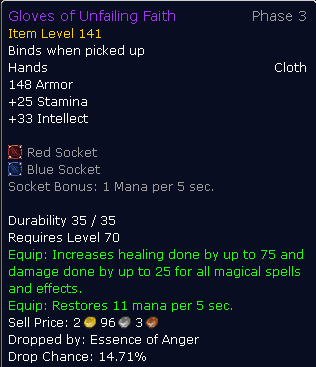 Gloves of Unfailing Faith Phase 3
Item Level 141
Binds when picked up
Hands Cloth
148 Armor
+25 Stamina
+33 Intellect
Red Socket
Blue Socket
Socket Bonus: 1 Mana per 5 sec.
Durability 35 / 35
Requires Level 70
Equip: Increases healing done by up to 75 and
damage done by up to 25 for all magical spells
and effects.
Equip: Restores 11 mana per 5 sec.
Sell Price: 2 96 3
Dropped by: Essence of Anger
Drop Chance: 14.71%